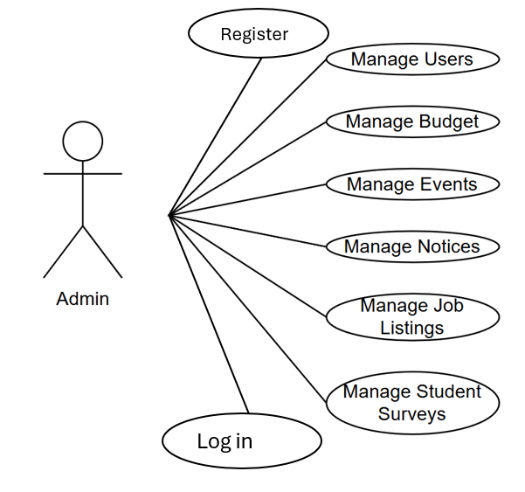 Register
Manage Users
Manage Budget
Manage Events
Manage Notices
Admin
Manage Job
Listings
Manage Student
Surveys
Log in